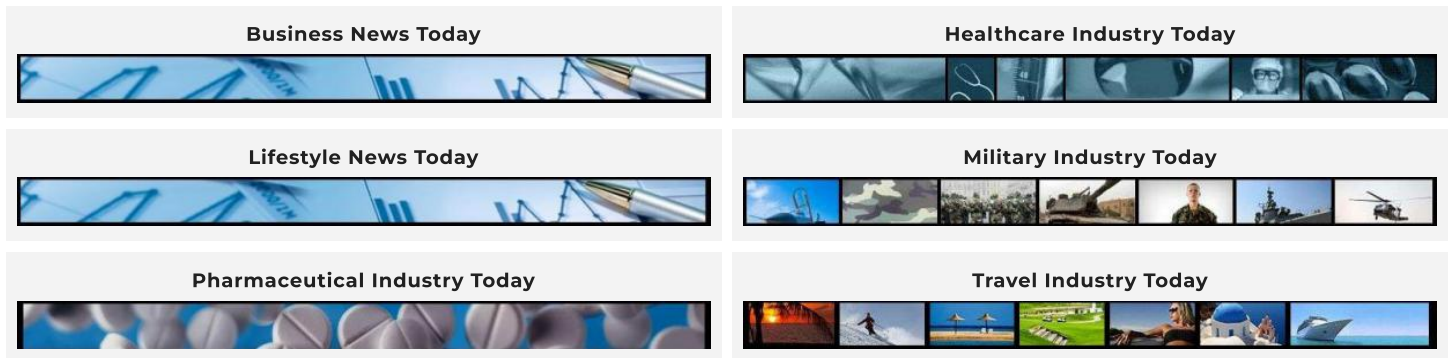 Business News Today
Healthcare Industry Today
Lifestyle News Today
Military Industry Today
Pharmaceutical Industry Today
Travel Industry Today